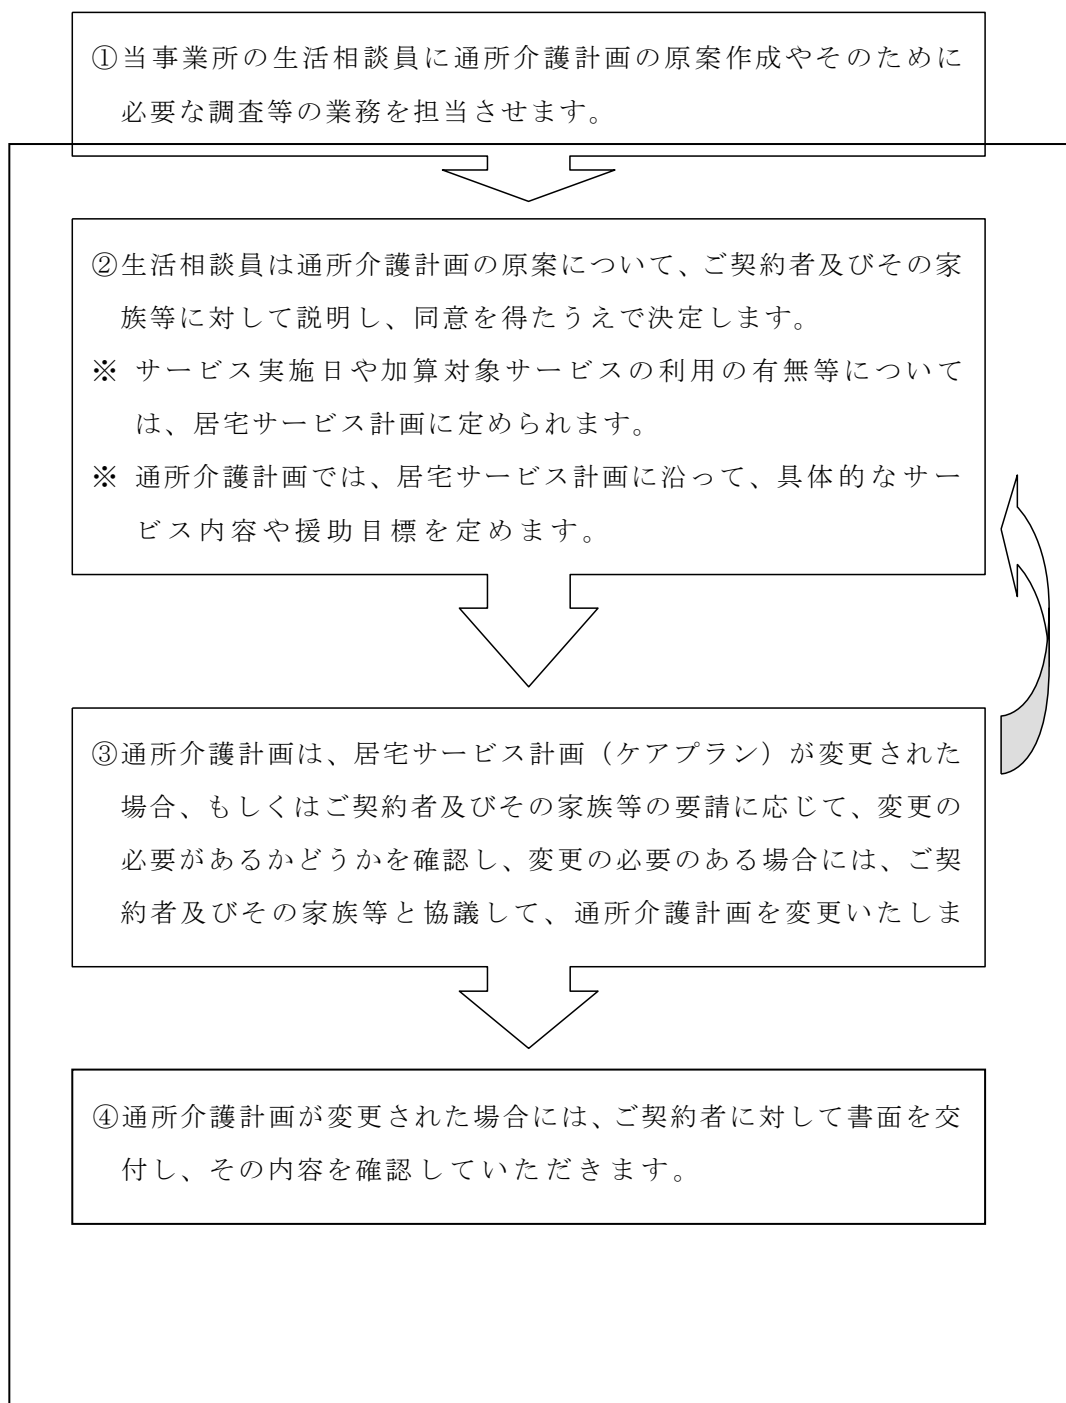 ①当事業所の生活相談員に通所介護計画の原案作成やそのために
必要な調査等の業務を担当させます。
②生活相談員は通所介護計画の原案について、ご契約者及びその家
族等に対して説明し、同意を得たうえで決定します。
※ サービス実施日や加算対象サービスの利用の有無等について
は、居宅サービス計画に定められます。
※ 通所介護計画では、居宅サービス計画に沿って、具体的なサー
ビス内容や援助目標を定めます。
③通所介護計画は、居宅サービス計画（ケアプラン）が変更された
場合、もしくはご契約者及びその家族等の要請に応じて、変更の
必要があるかどうかを確認し、変更の必要のある場合には、ご契
約者及びその家族等と協議して、通所介護計画を変更いたしま
④通所介護計画が変更された場合には、ご契約者に対して書面を交
付し、その内容を確認していただきます。